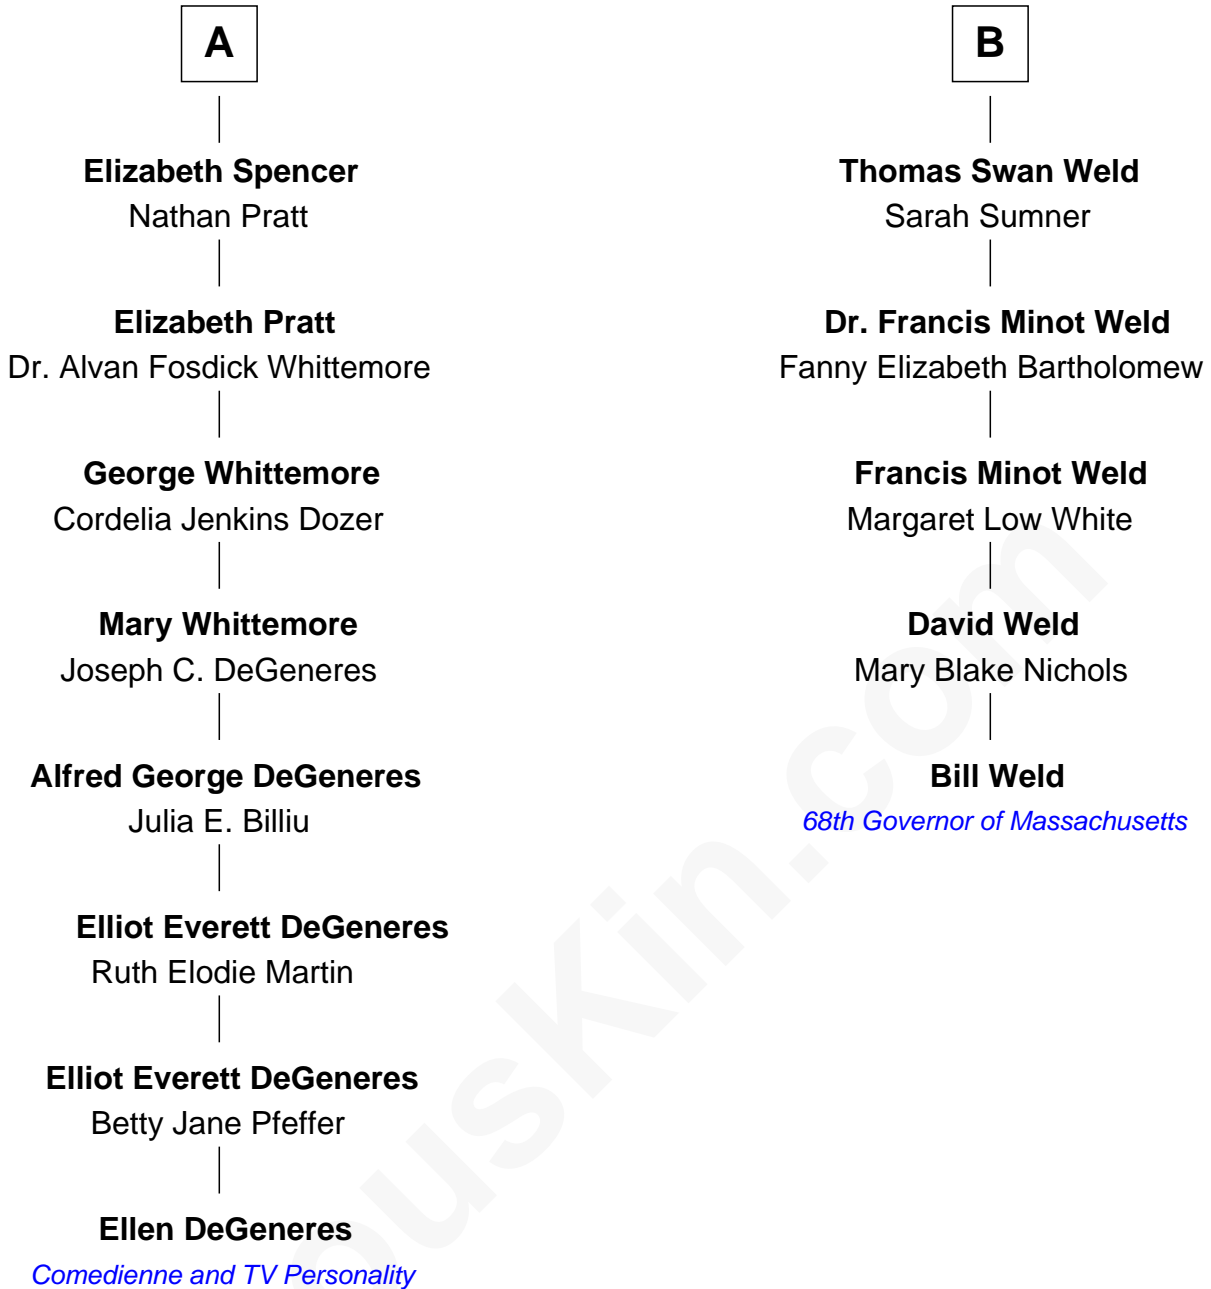 A
Elizabeth Spencer
Nathan Pratt
Elizabeth Pratt
Dr. Alvan Fosdick Whittemore
George Whittemore
Cordelia Jenkins Dozer
Mary Whittemore
Joseph C. DeGeneres
Alfred George DeGeneres
Julia E. Billiu
Elliot Everett DeGeneres
Ruth Elodie Martin
Elliot Everett DeGeneres
Betty Jane Pfeffer
Ellen DeGeneres
Comedienne and TV Personality
B
Thomas Swan Weld
Sarah Sumner
Dr. Francis Minot Weld
Fanny Elizabeth Bartholomew
Francis Minot Weld
Margaret Low White
David Weld
Mary Blake Nichols
Bill Weld
68th Governor of Massachusetts
ousKin.com